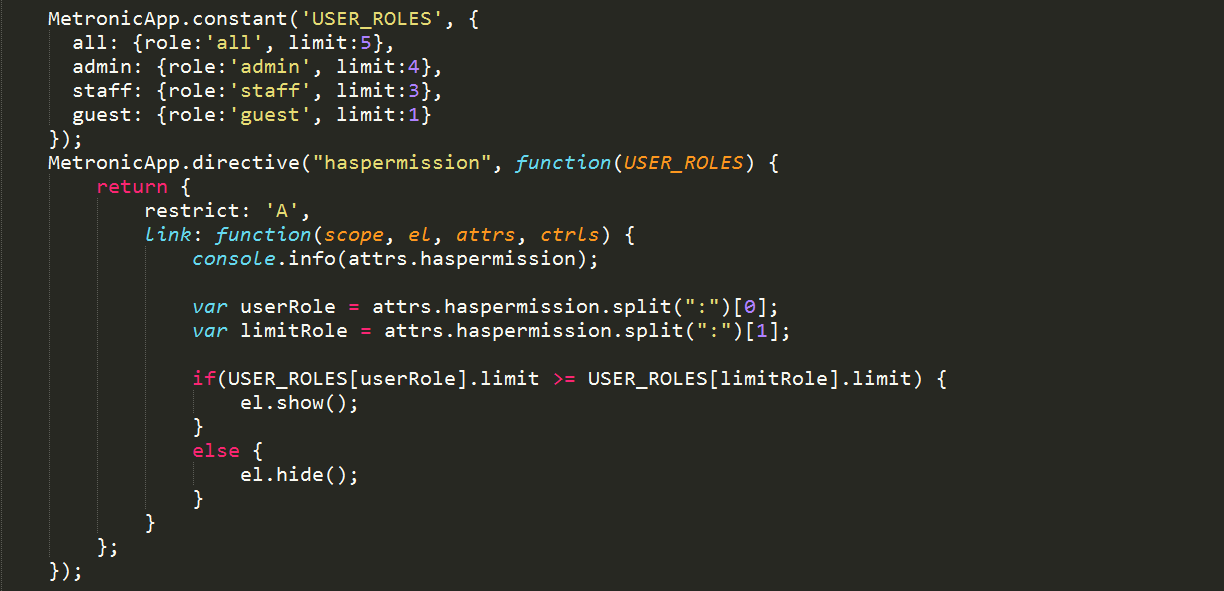 MetronicApp.constant('USER_ROLES', {
  all: {role:'all', limit:5},
  admin: {role:'admin', limit:4},
  staff: {role:'staff', limit:3},
  guest: {role:'guest', limit:1}
});
MetronicApp.directive("haspermission", function(USER_ROLES) {
    return {
        restrict: 'A',
        link: function(scope, el, attrs, ctrls) {
            console.info(attrs.haspermission);

            var userRole = attrs.haspermission.split(":")[0];
            var limitRole = attrs.haspermission.split(":")[1];

            if(USER_ROLES[userRole].limit >= USER_ROLES[limitRole].limit) {
                el.show();
            }
            else {
                el.hide();
            }
        }
    };
});